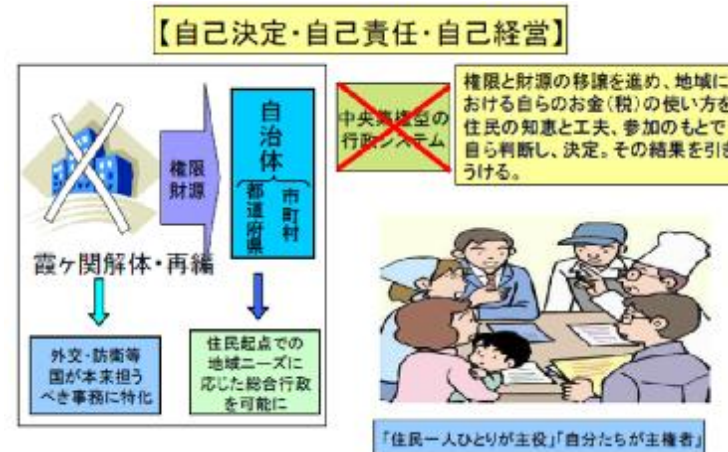 【自己決定・自己責任・自己経営】
権限
財源
自治体
都道府県
市町村
霞ヶ関解体・再編
外交・防衛等
国が本来担う
べき事務に特化
住民起点での
地域ニーズに
応じた総合行政
を可能に
中央集権型の
行政システム
権限と財源の移譲を進め、地域に
おける自らのお金(税)の使い方を
住民の知恵と工夫、参加のもとで
自ら判断し、決定。その結果を引き
うける。
「住民一人ひとりが主役」「自分たちが主権者」